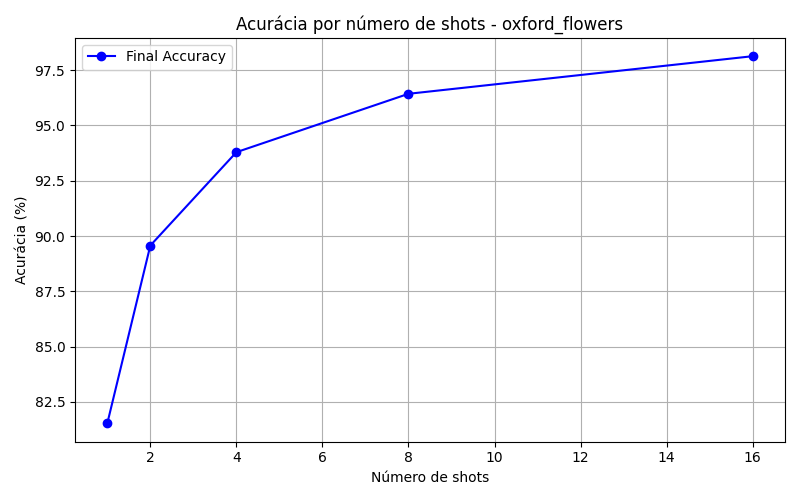 Acurácia por número de shots - oxford_flowers
Final Accuracy
97.5
95.0
92.5
90.0
87.5
85.0
82.5
Acurácia (%)
2 4 6 8 10 12 14 16
Número de shots